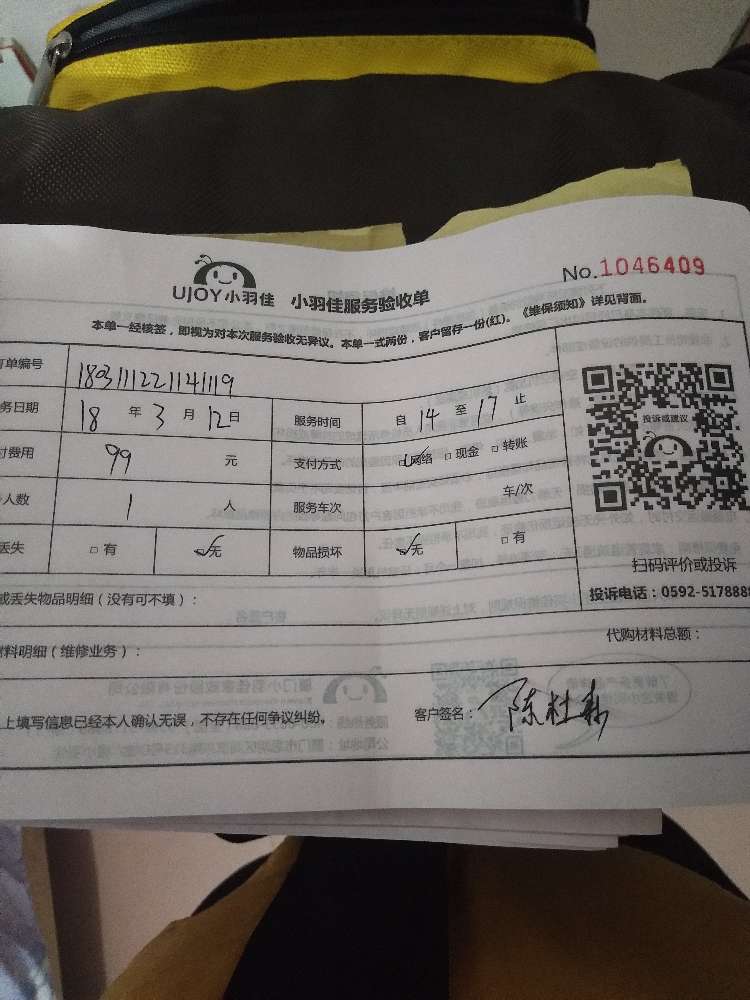 No.1046409
UJOY小羽佳 小羽佳服务验收单
本单一经核签，即视为对本次服务验收无异议。本单一式两份，客户留存一份(红)。《维保须知》详见背面。
单编号 1803111221141119
务日期 18 年 3 月 12 日 服务时间 自 14 至 17 止
费用 99 元 支付方式 网络 现金 转账
人数 1 人 服务车次 车/次
丢失 有 无 物品损坏 无 有
投诉或建议
扫码评价或投诉
投诉电话：0592-5178888
或丢失物品明细（没有可不填）：
代购材料总额：
料明细（维修业务）：
上填写信息已经本人确认无误，不存在任何争议纠纷。 客户签名：陈杜森